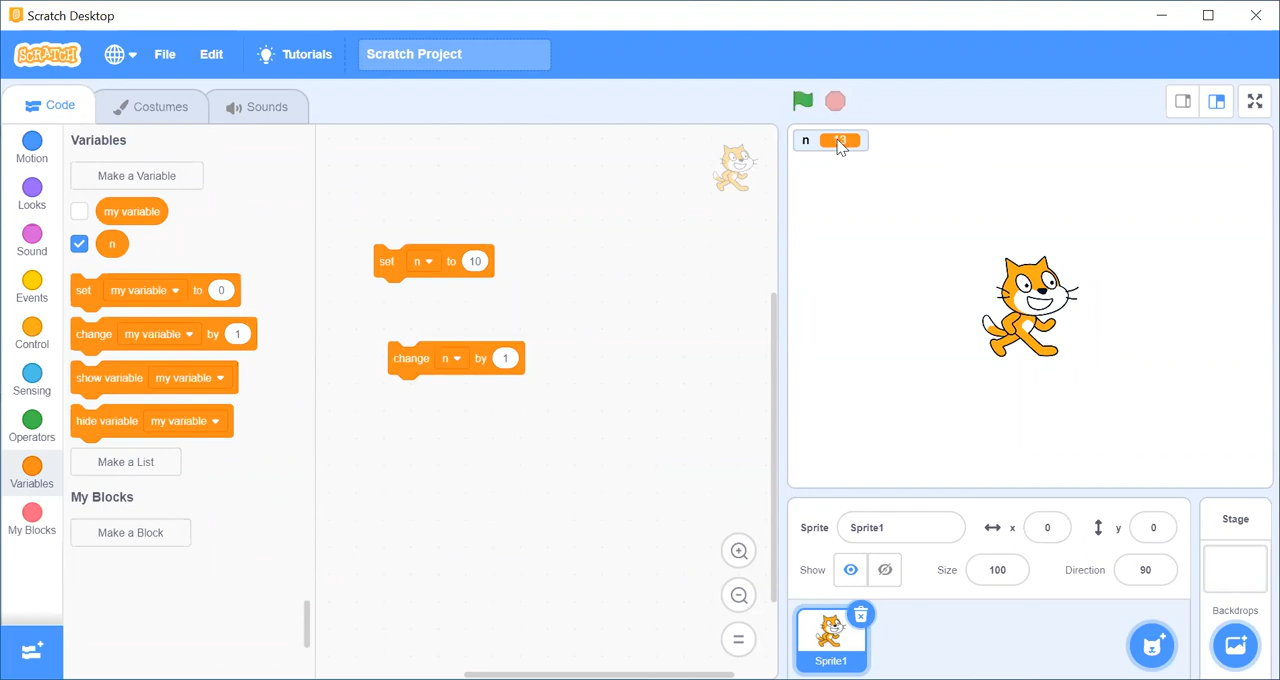 Scratch Desktop
SCRATCH File Edit Tutorials Scratch Project
Code Costumes Sounds
Motion
Looks
Sound
Events
Control
Sensing
Operators
Variables
My Blocks
Variables
Make a Variable
my variable
n
set my variable to 0
change my variable by 1
show variable my variable
hide variable my variable
Make a List
My Blocks
Make a Block
set n to 10
change n by 1
n
Sprite Sprite1 x 0 y 0
Show Size 100 Direction 90
Sprite1
Stage
Backdrops